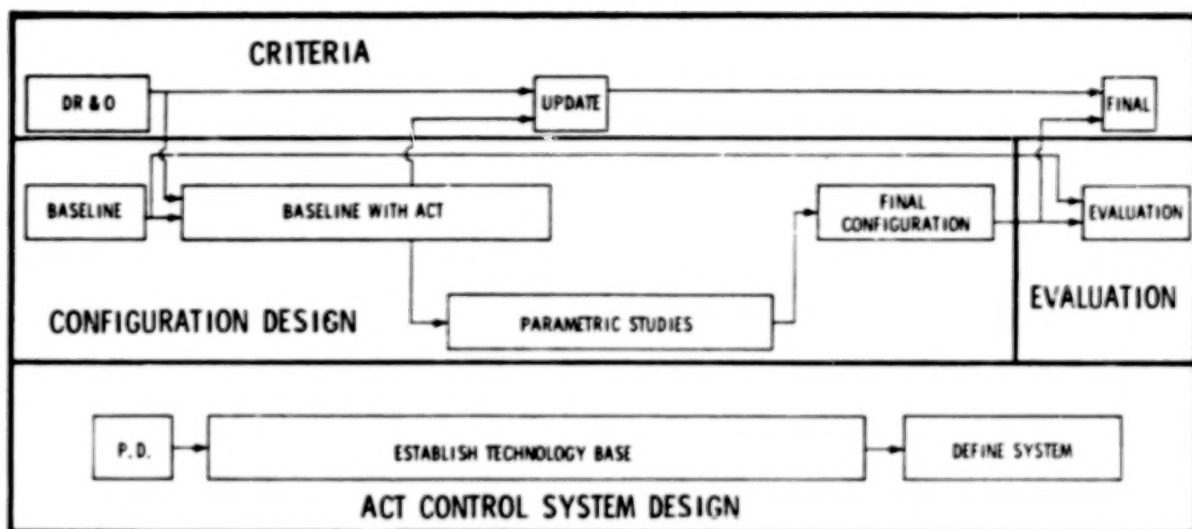 CRITERIA
DR & O
UPDATE
FINAL
BASELINE
BASELINE WITH ACT
FINAL
CONFIGURATION
EVALUATION
CONFIGURATION DESIGN
PARAMETRIC STUDIES
EVALUATION
P. D.
ESTABLISH TECHNOLOGY BASE
DEFINE SYSTEM
ACT CONTROL SYSTEM DESIGN